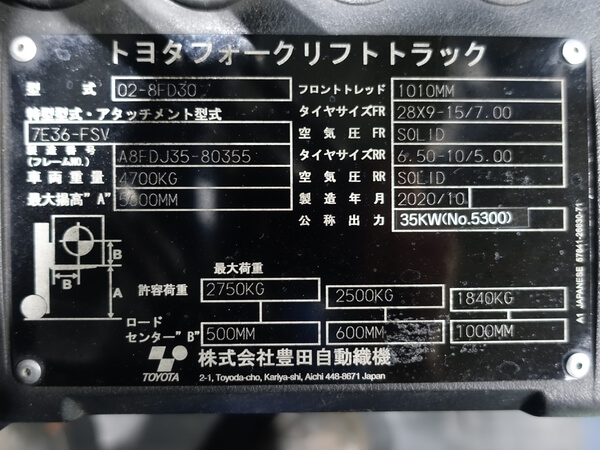 トヨタフォークリフトトラック
型式 02-8FD30 フロントトレッド 1010MM
特型型式・アタッチメント型式 タイヤサイズFR 28X9-15/7.00
7E36-FSV 空気圧FR SOLID
製造番号(フレームNO.) A8FDJ35-80355 タイヤサイズRR 6.50-10/5.00
車両重量 4700KG 空気圧RR SOLID
最大揚高"A" 製造年月 2020/10
公称出力 35KW(No.5300)
B
B
A
最大荷重
許容荷重 2750KG 2500KG 1840KG
ロードセンター"B" 500MM 600MM 1000MM
TOYOTA 株式会社豊田自動織機
2-1, Toyoda-cho, Kariya-shi, Aichi 448-8671 Japan
A1 JAPANESE